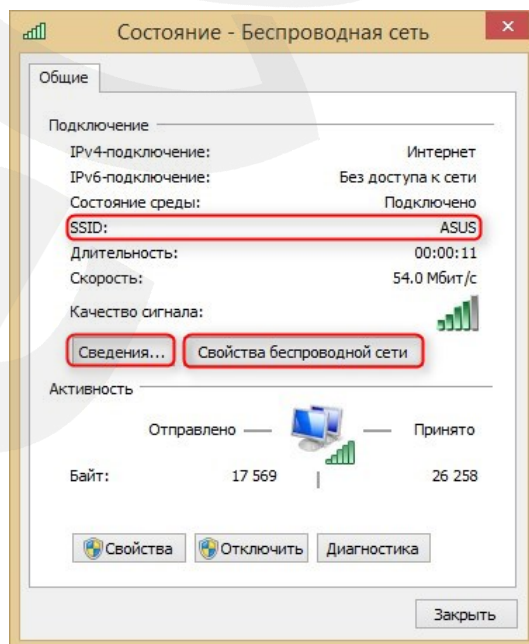 Состояние - Беспроводная сеть
Общие
Подключение
IPv4-подключение: Интернет
IPv6-подключение: Без доступа к сети
Состояние среды: Подключено
SSID: ASUS
Длительность: 00:00:11
Скорость: 54.0 Мбит/с
Качество сигнала:
Сведения... Свойства беспроводной сети
Активность
Отправлено — — Принято
Байт: 17 569 | 26 258
Свойства Отключить Диагностика
Закрыть